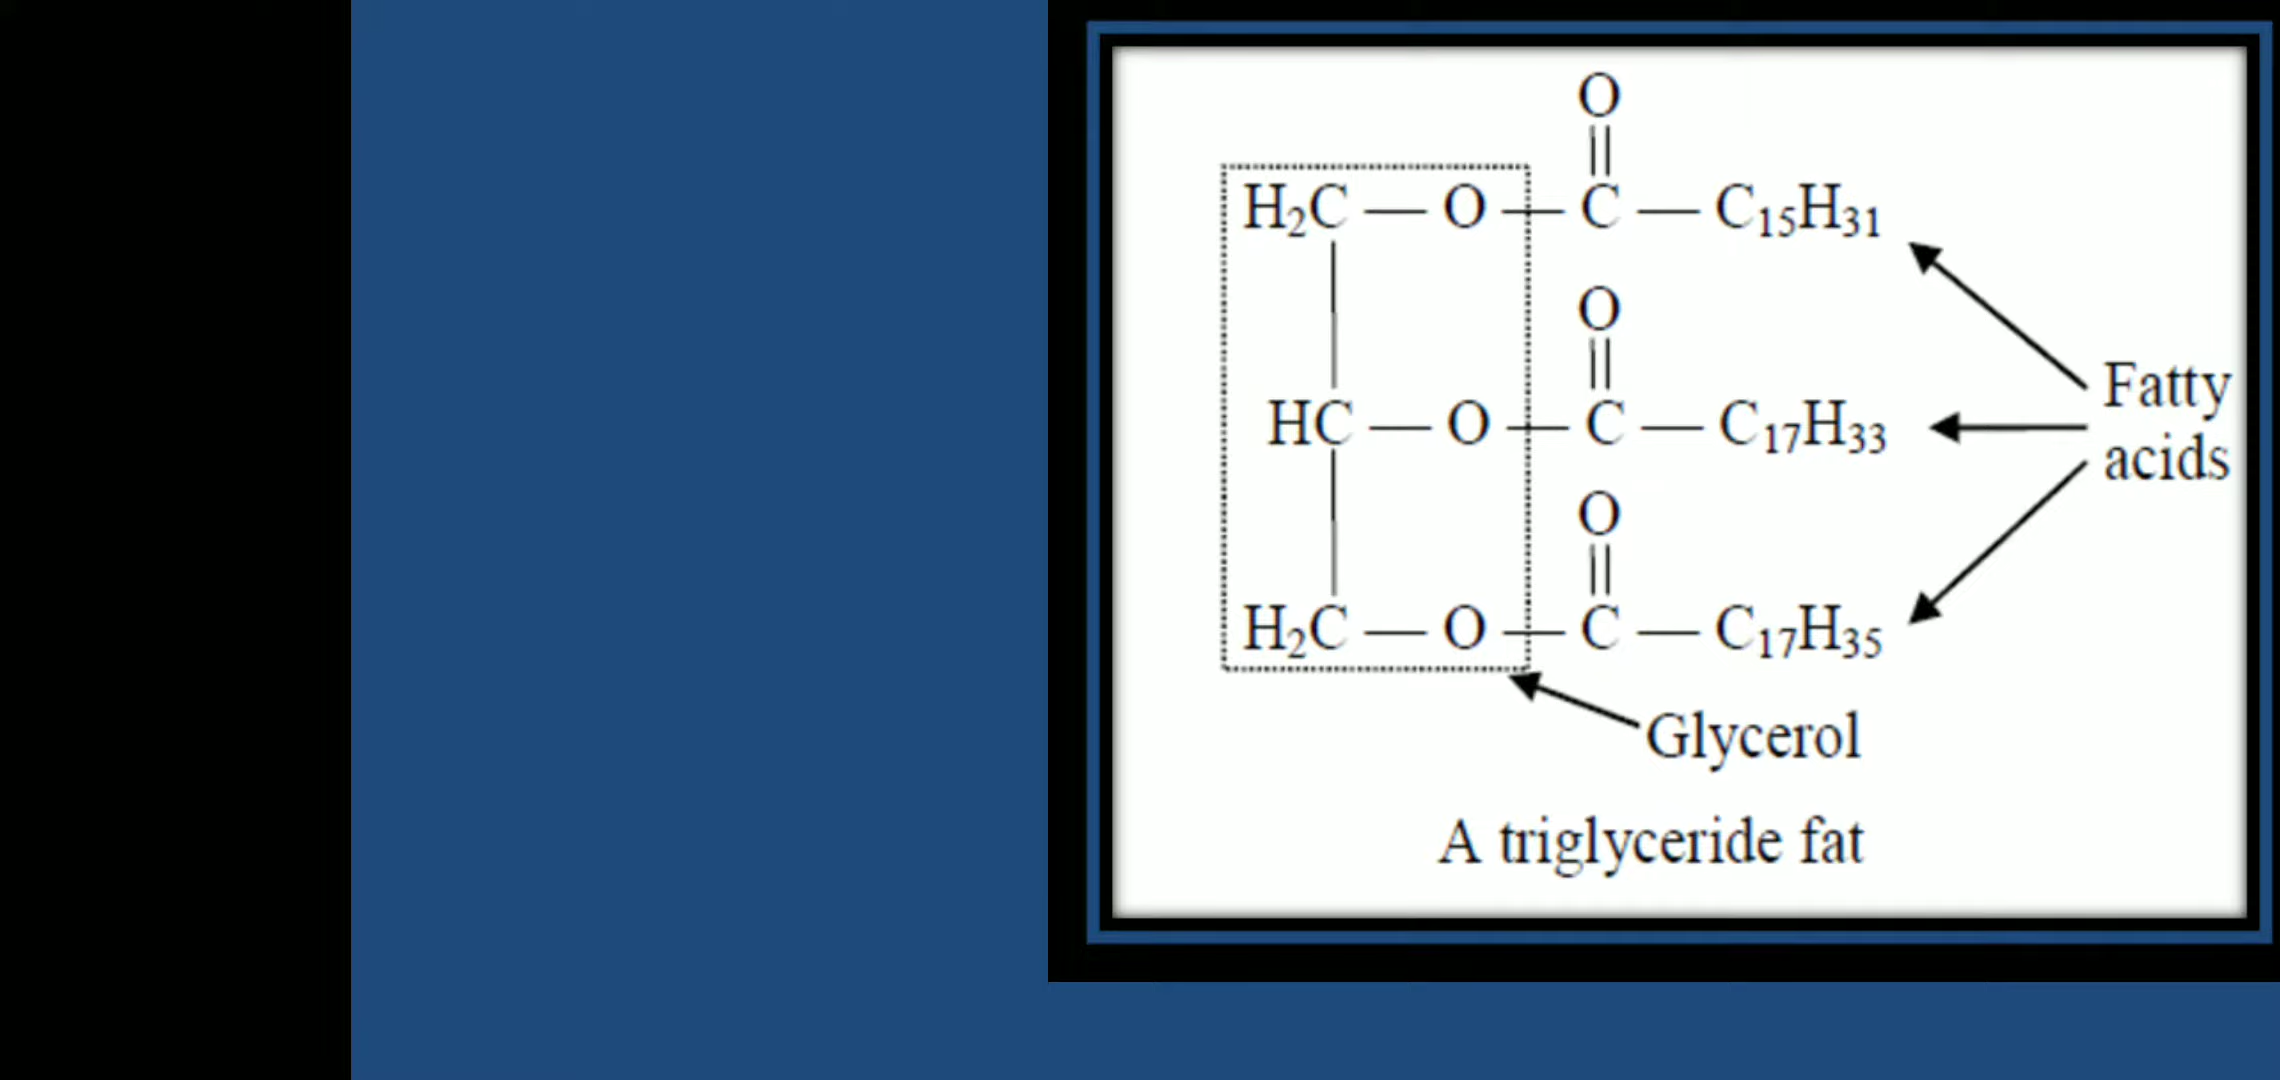 O
H₂C — O — C — C₁₅H₃₁
O
HC — O — C — C₁₇H₃₃
Fatty
acids
O
H₂C — O — C — C₁₇H₃₅
Glycerol
A triglyceride fat